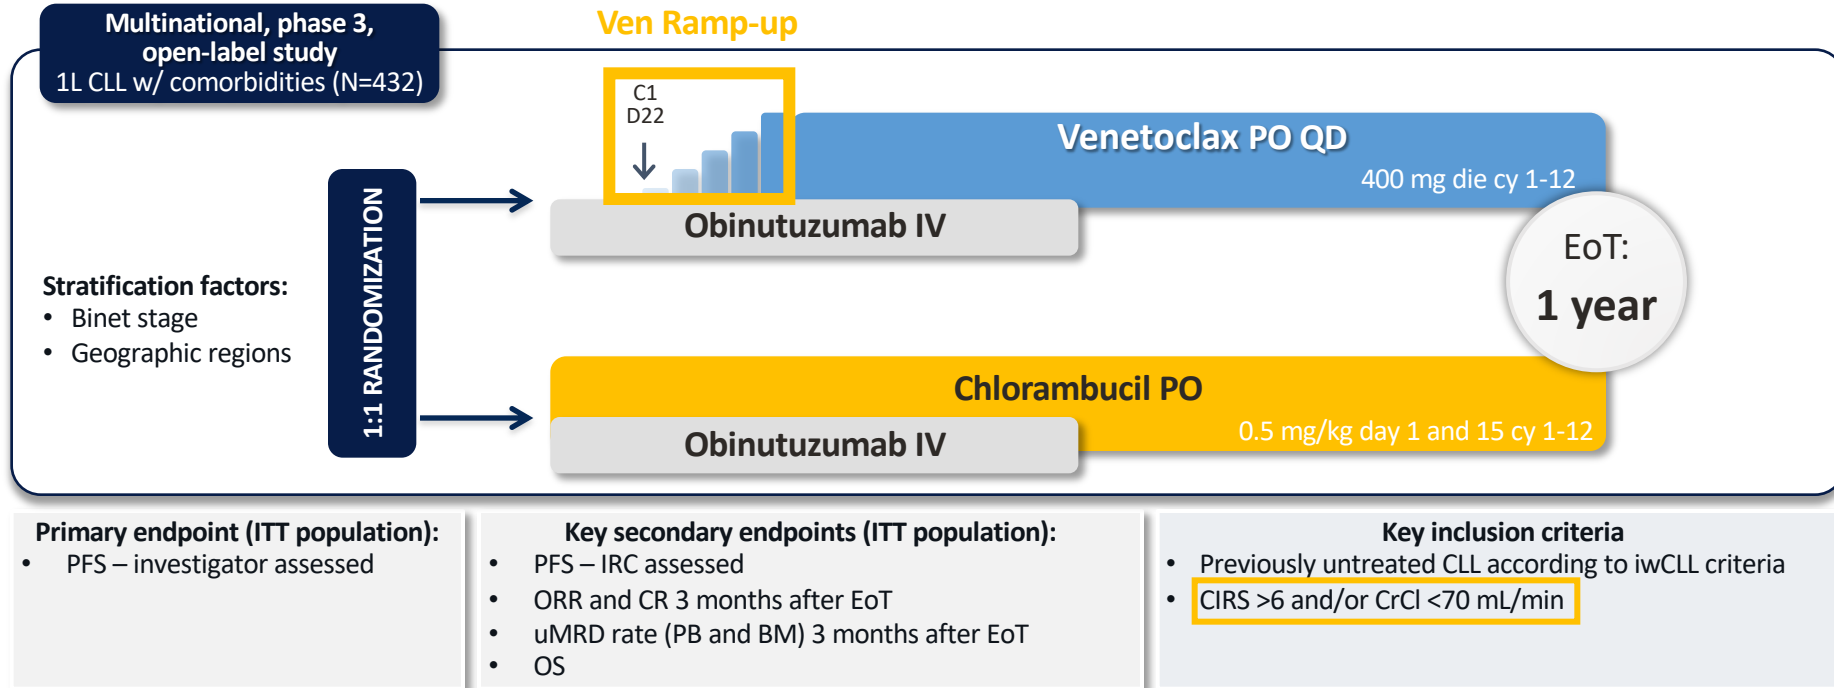 Multinational, phase 3,
open-label study
1L CLL w/ comorbidities (N=432)
Ven Ramp-up
C1
D22
Venetoclax PO QD
400 mg die cy 1-12
Obinutuzumab IV
1:1 RANDOMIZATION
Stratification factors:
• Binet stage
• Geographic regions
EoT:
1 year
Chlorambucil PO
0.5 mg/kg day 1 and 15 cy 1-12
Obinutuzumab IV
Primary endpoint (ITT population):
• PFS – investigator assessed
Key secondary endpoints (ITT population):
• PFS – IRC assessed
• ORR and CR 3 months after EoT
• uMRD rate (PB and BM) 3 months after EoT
• OS
Key inclusion criteria
• Previously untreated CLL according to iwCLL criteria
• CIRS >6 and/or CrCl <70 mL/min